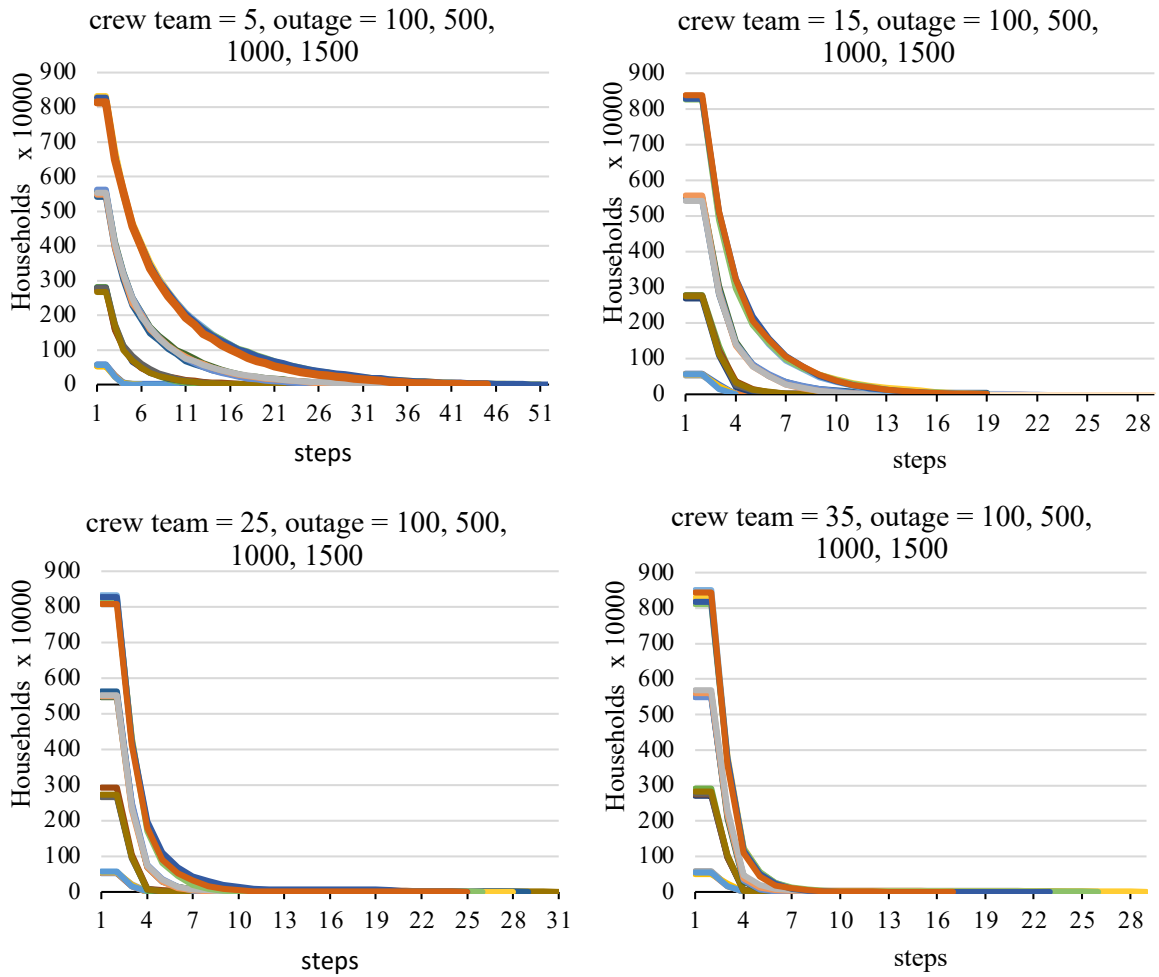 crew team = 5, outage = 100, 500,
1000, 1500
900
800
700
600
500
400
300
200
100
0
Households x 10000
1 6 11 16 21 26 31 36 41 46 51
steps
crew team = 15, outage = 100, 500,
1000, 1500
900
800
700
600
500
400
300
200
100
0
Households x 10000
1 4 7 10 13 16 19 22 25 28
steps
crew team = 25, outage = 100, 500,
1000, 1500
900
800
700
600
500
400
300
200
100
0
Households x 10000
1 4 7 10 13 16 19 22 25 28 31
steps
crew team = 35, outage = 100, 500,
1000, 1500
900
800
700
600
500
400
300
200
100
0
Households x 10000
1 4 7 10 13 16 19 22 25 28
steps